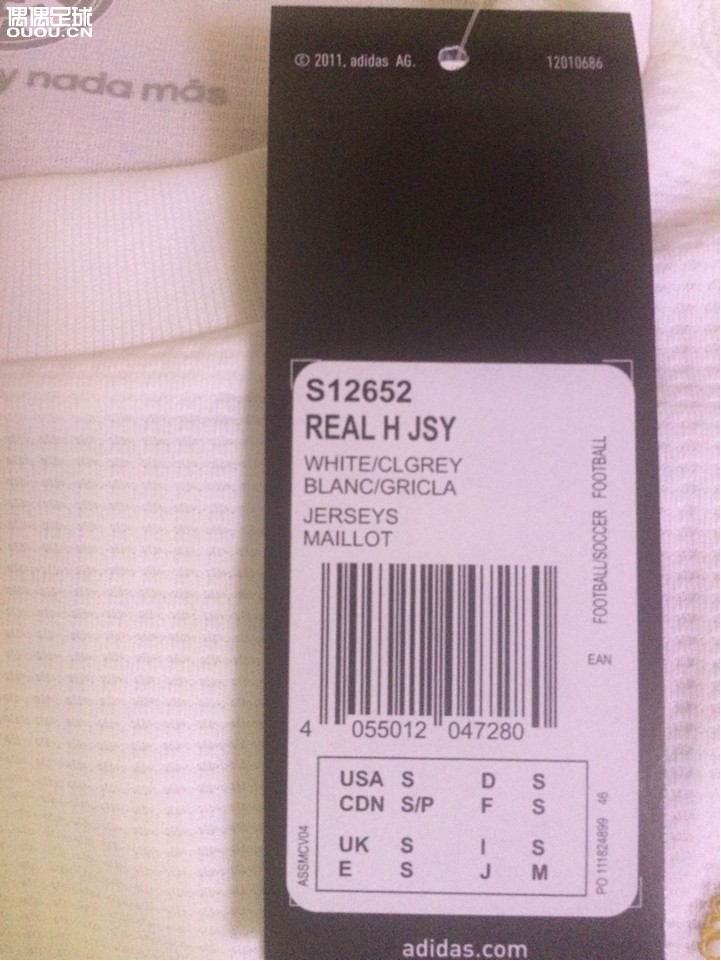 偶偶足球
OUOU.CN
y nada más
© 2011. adidas AG.
12010686
S12652
REAL H JSY
WHITE/CLGREY
BLANC/GRICLA
JERSEYS
MAILLOT
FOOTBALL/SOCCER FOOTBALL
EAN
4 055012 047280
USA S D S
CDN S/P F S
UK S I S
E S J M
ASSMCV04
PO 111824899 46
adidas.com